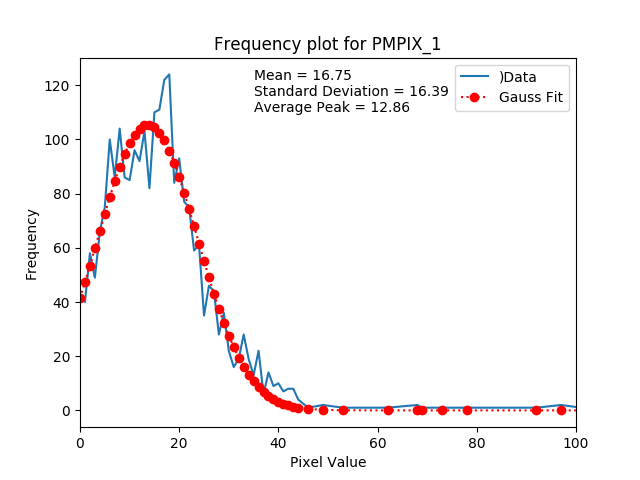 Frequency plot for PMPIX_1
Mean = 16.75
Standard Deviation = 16.39
Average Peak = 12.86
)Data
Gauss Fit
120
100
80
60
40
20
0
Frequency
0 20 40 60 80 100
Pixel Value